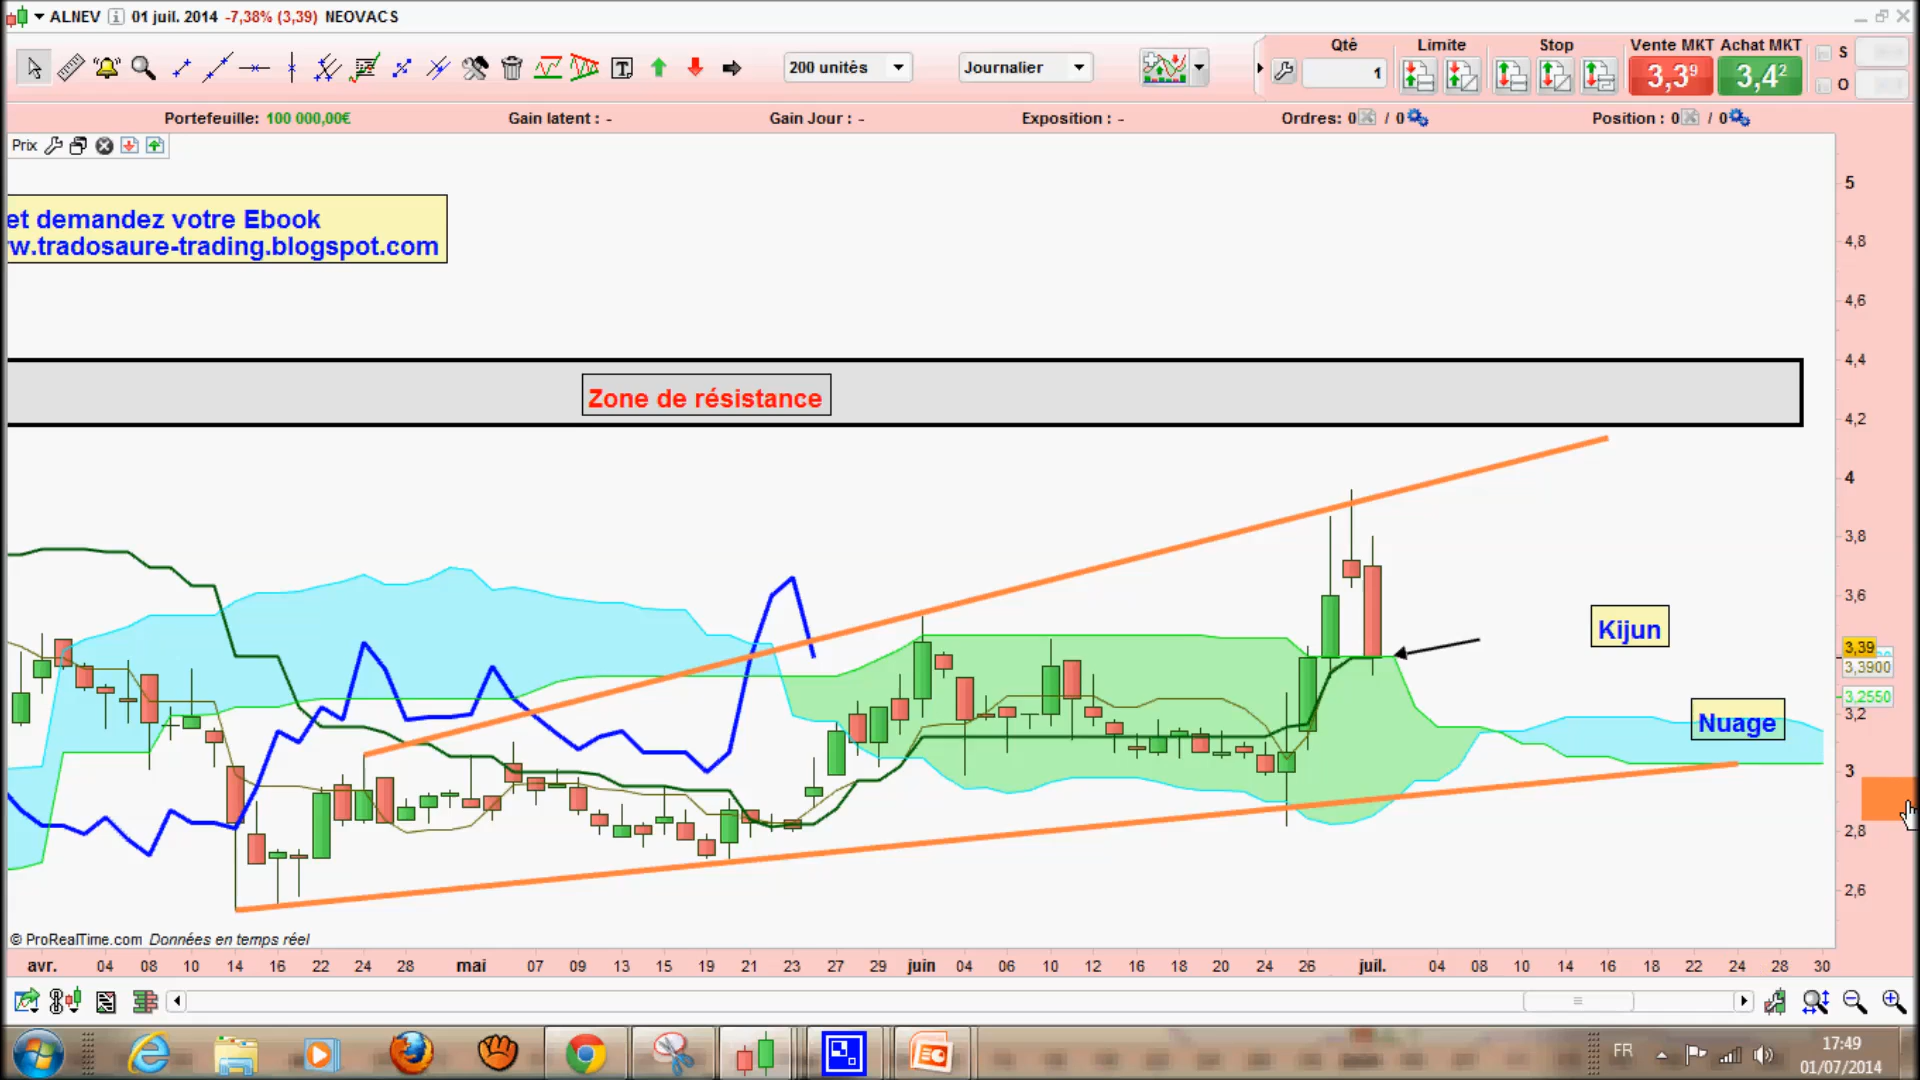 ALNEV 01 juil. 2014 -7,38% (3,39) NEOVACS
200 unités Journalier
Qté Limite Stop Vente MKT Achat MKT S
1 3,3⁹ 3,4² O
Portefeuille: 100 000,00€ Gain latent : - Gain Jour : - Exposition : - Ordres: 0 / 0 Position : 0 / 0
Prix
et demandez votre Ebook
w.tradosaure-trading.blogspot.com
Zone de résistance
Kijun
Nuage
5
4,8
4,6
4,4
4,2
4
3,8
3,6
3,39
3,3900
3,2550
3,2
3
2,8
2,6
© ProRealTime.com Données en temps réel
avr. 04 08 10 14 16 22 24 28 mai 07 09 13 15 19 21 23 27 29 juin 04 06 10 12 16 18 20 24 26 juil. 04 08 10 14 16 18 22 24 28 30
FR 17:49
01/07/2014